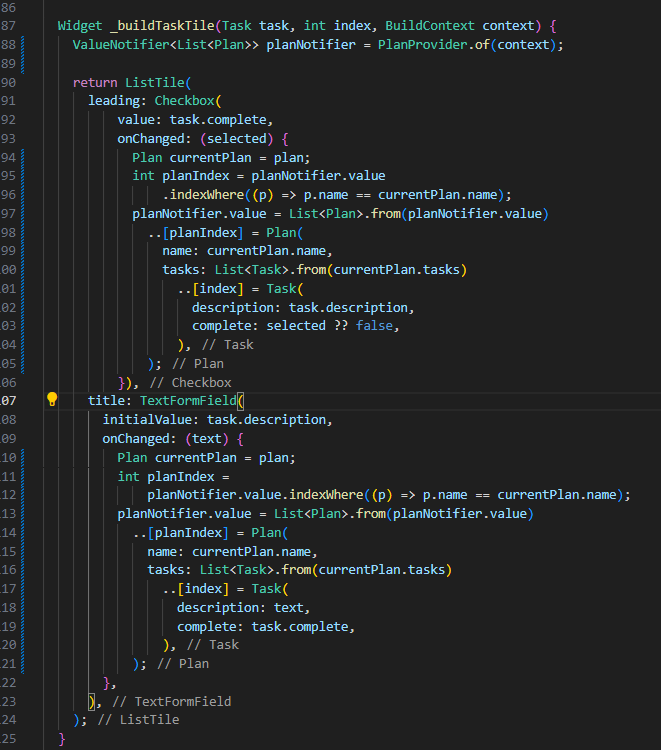 86
87 Widget _buildTaskTile(Task task, int index, BuildContext context) {
88 ValueNotifier<List<Plan>> planNotifier = PlanProvider.of(context);
89
90 return ListTile(
91 leading: Checkbox(
92 value: task.complete,
93 onChanged: (selected) {
94 Plan currentPlan = plan;
95 int planIndex = planNotifier.value
96 .indexWhere((p) => p.name == currentPlan.name);
97 planNotifier.value = List<Plan>.from(planNotifier.value)
98 ..[planIndex] = Plan(
99 name: currentPlan.name,
00 tasks: List<Task>.from(currentPlan.tasks)
01 ..[index] = Task(
02 description: task.description,
03 complete: selected ?? false,
04 ), // Task
05 ); // Plan
06 }), // Checkbox
07 title: TextFormField(
08 initialValue: task.description,
09 onChanged: (text) {
10 Plan currentPlan = plan;
11 int planIndex =
12 planNotifier.value.indexWhere((p) => p.name == currentPlan.name);
13 planNotifier.value = List<Plan>.from(planNotifier.value)
14 ..[planIndex] = Plan(
15 name: currentPlan.name,
16 tasks: List<Task>.from(currentPlan.tasks)
17 ..[index] = Task(
18 description: text,
19 complete: task.complete,
20 ), // Task
21 ); // Plan
22 },
23 ), // TextFormField
24 ); // ListTile
25 }